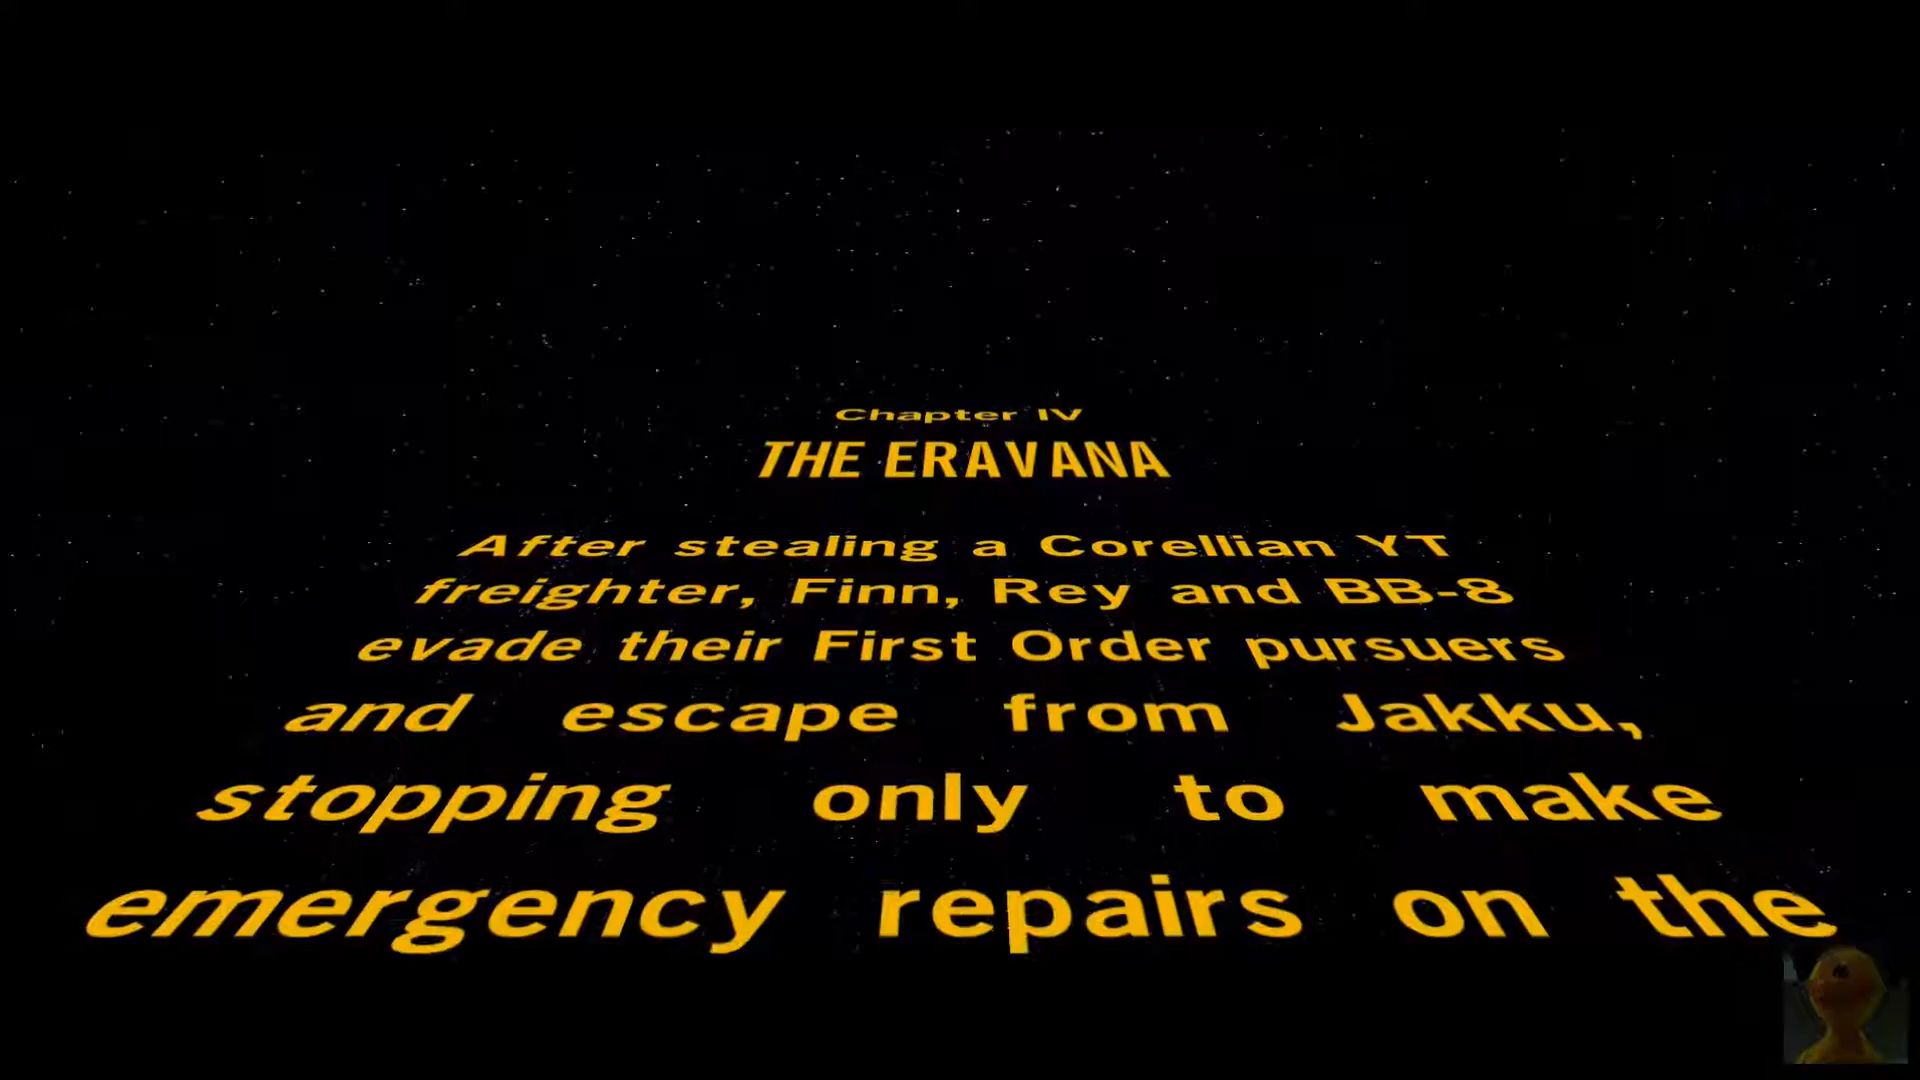 Chapter IV
THE ERAVANA
After stealing a Corellian YT
freighter, Finn, Rey and BB-8
evade their First Order pursuers
and escape from Jakku,
stopping only to make
emergency repairs on the